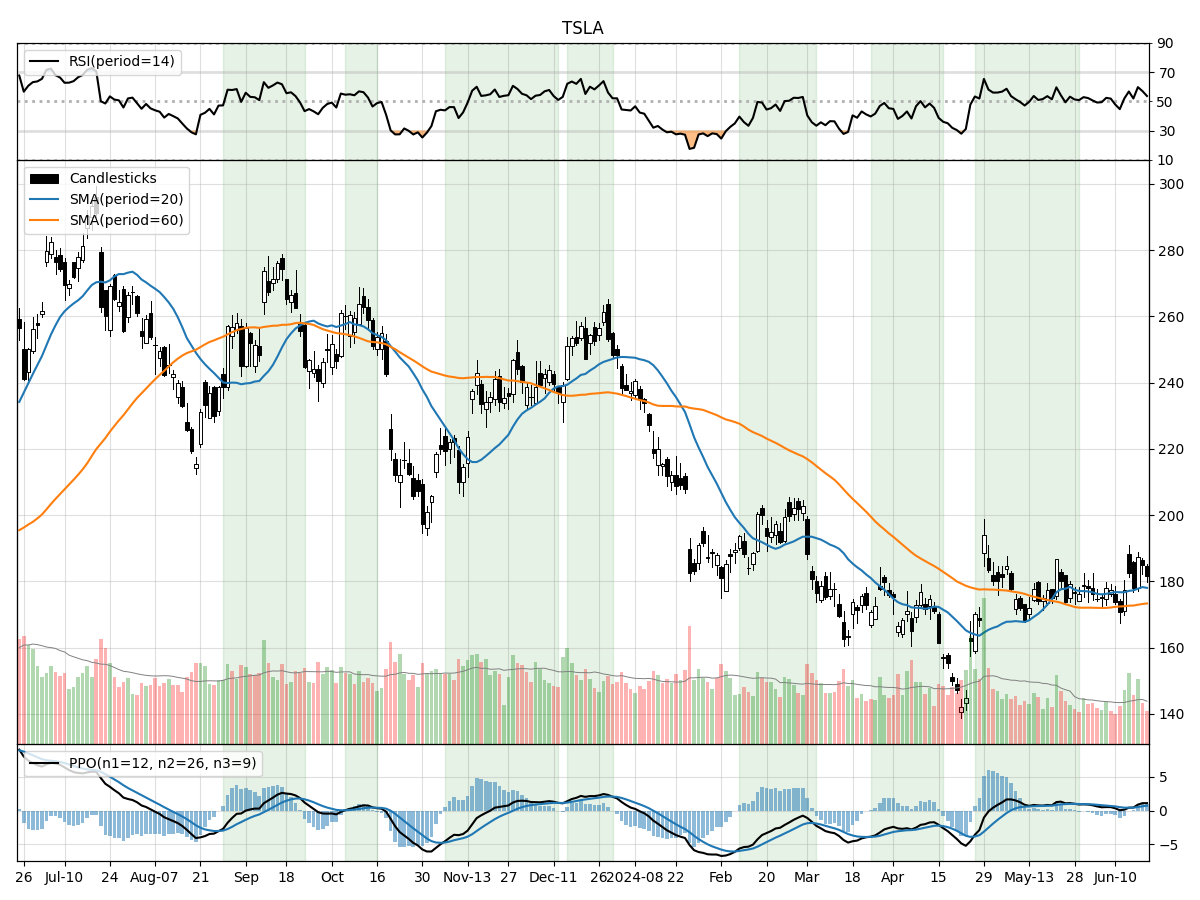 TSLA
RSI(period=14)
90
70
50
30
10
Candlesticks
SMA(period=20)
SMA(period=60)
300
280
260
240
220
200
180
160
140
PPO(n1=12, n2=26, n3=9)
5
0
−5
26 Jul-10 24 Aug-07 21 Sep 18 Oct 16 30 Nov-13 27 Dec-11 26 2024-08 22 Feb 20 Mar 18 Apr 15 29 May-13 28 Jun-10